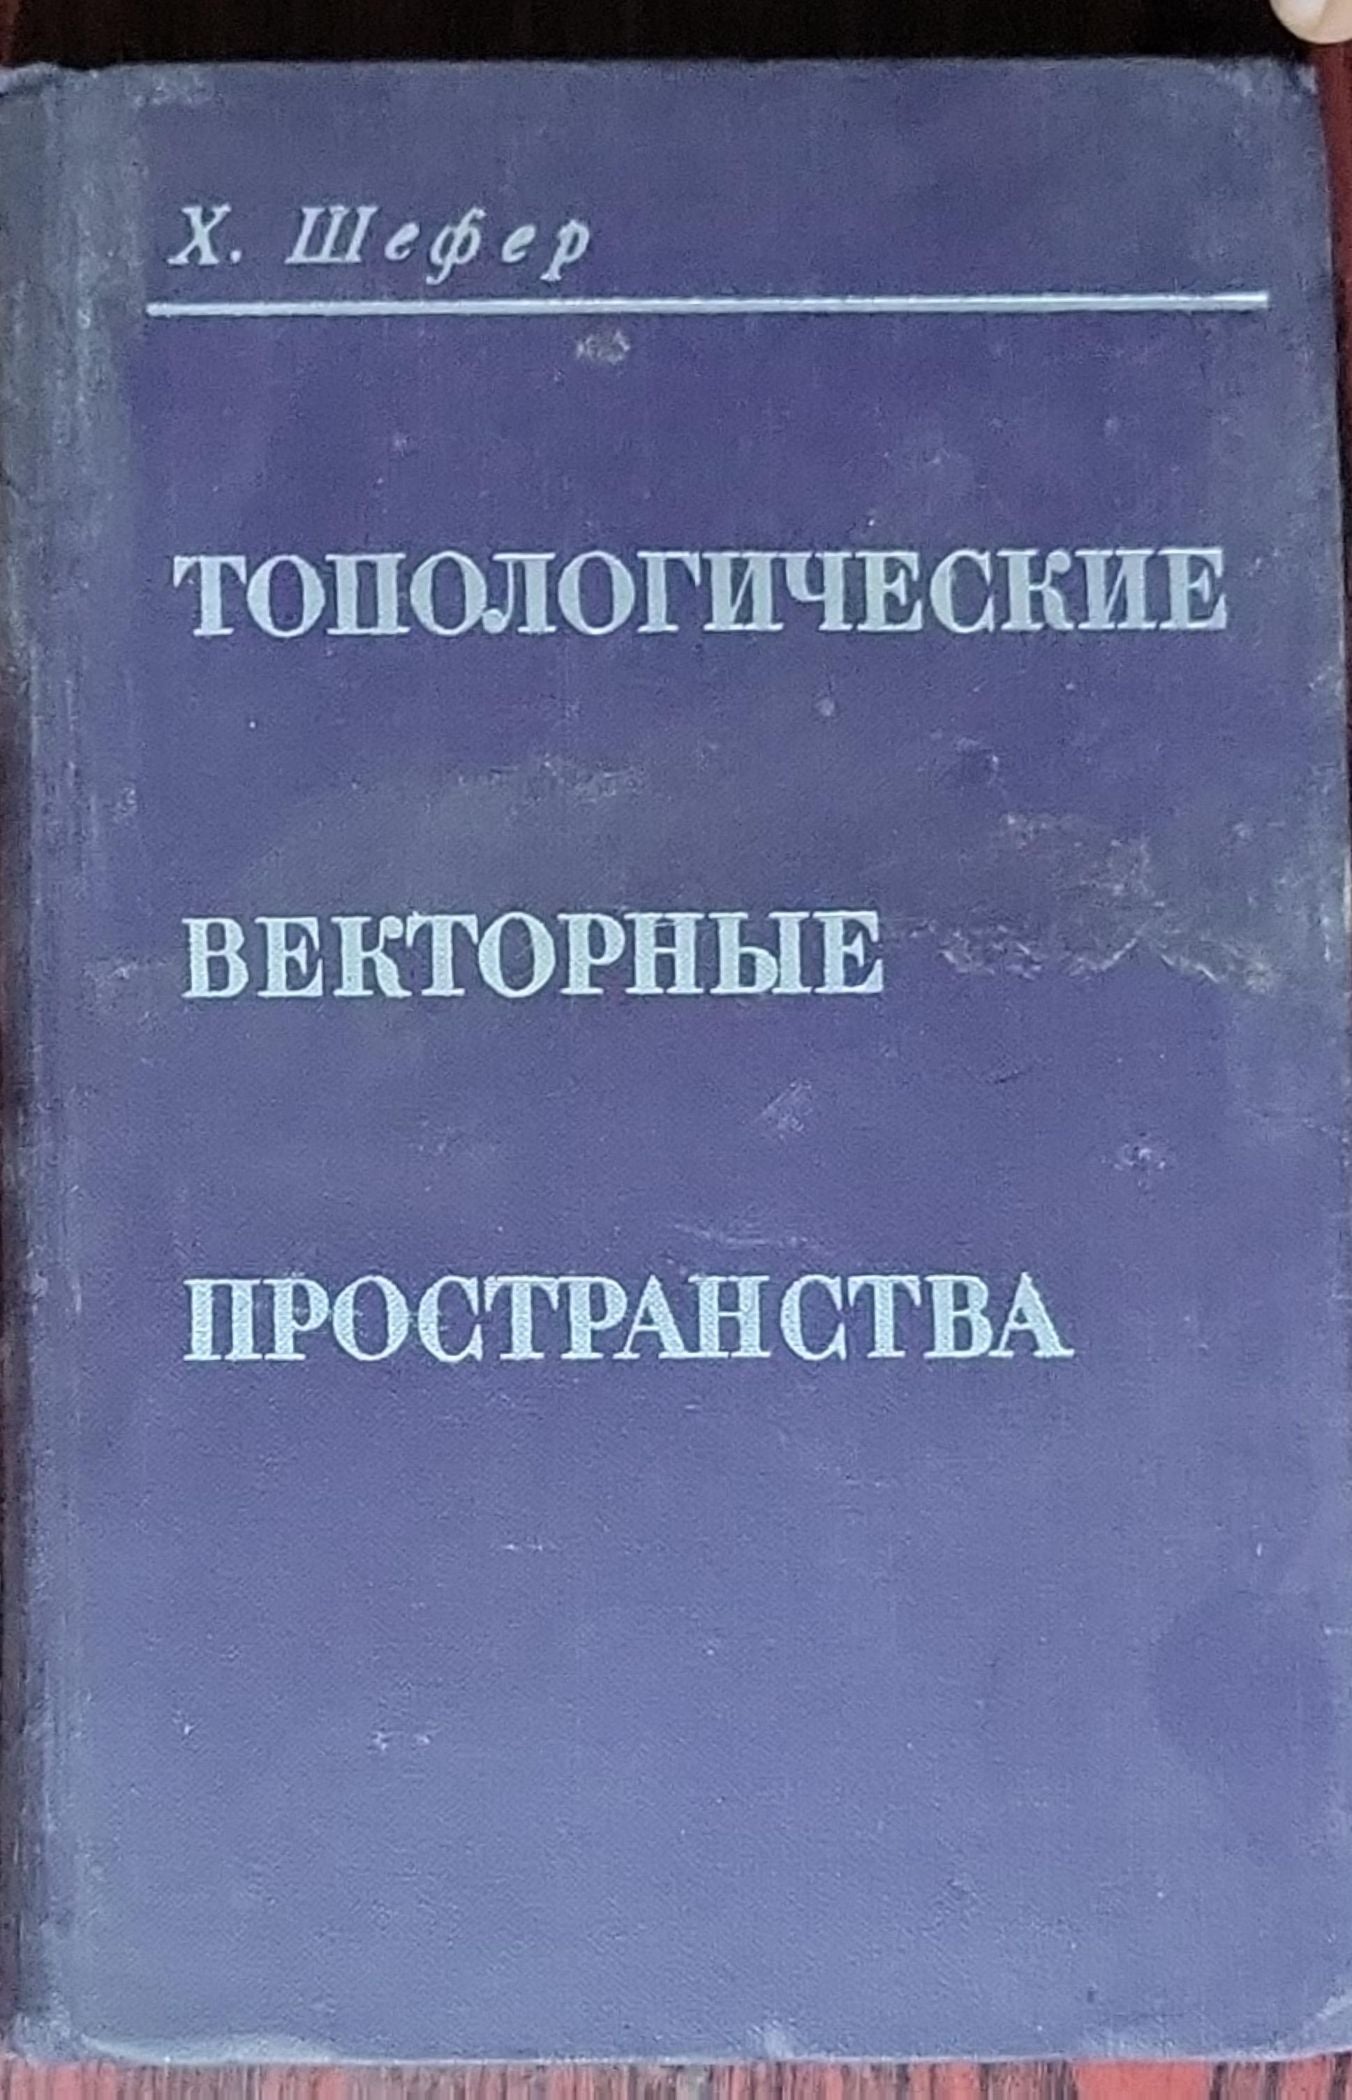 Х. Шефер
ТОПОЛОГИЧЕСКИЕ
ВЕКТОРНЫЕ
ПРОСТРАНСТВА